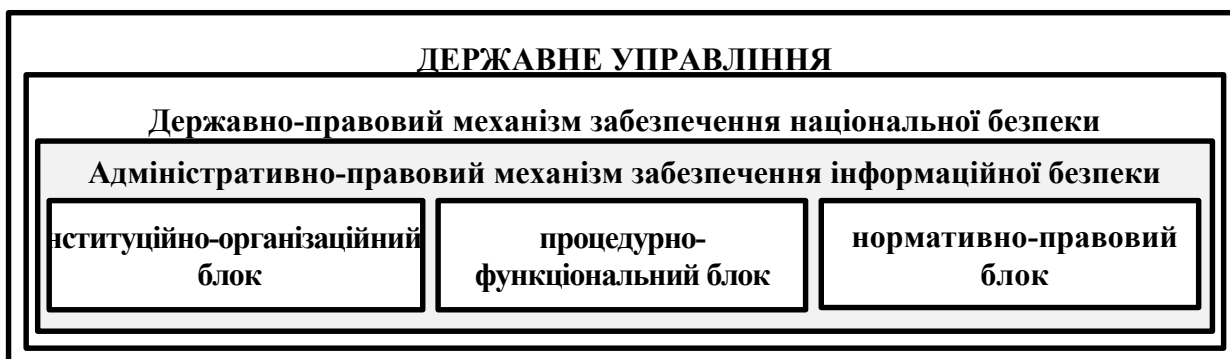 ДЕРЖАВНЕ УПРАВЛІННЯ
Державно-правовий механізм забезпечення національної безпеки
Адміністративно-правовий механізм забезпечення інформаційної безпеки
нституційно-організаційний
блок
процедурно-
функціональний блок
нормативно-правовий
блок